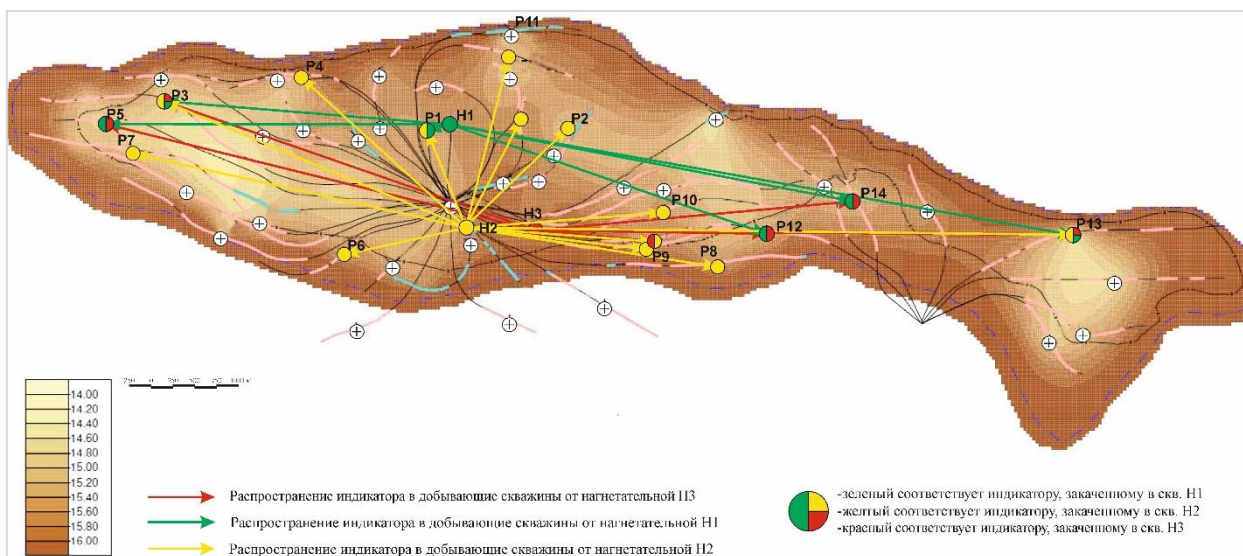 P11
P4
P3
P5
P1
H1
P2
P7
P14
P10
H3
H2
P12
P13
P6
P9
P8
14.00
14.20
14.40
14.60
14.80
15.00
15.20
15.40
15.60
15.80
16.00
Распространение индикатора в добывающие скважины от нагнетательной Н3
Распространение индикатора в добывающие скважины от нагнетательной Н1
Распространение индикатора в добывающие скважины от нагнетательной Н2
-зеленый соответствует индикатору, закаченному в скв. Н1
-желтый соответствует индикатору, закаченному в скв. Н2
-красный соответствует индикатору, закаченному в скв. Н3